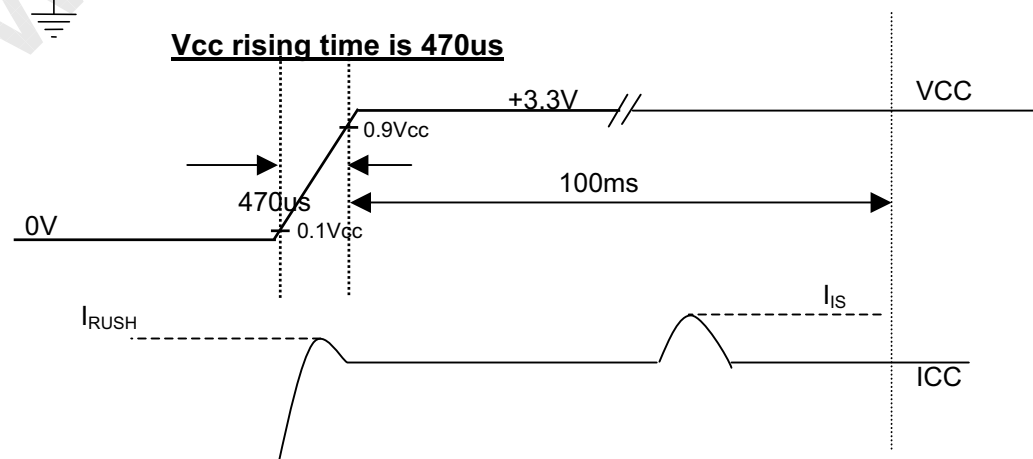 Vcc rising time is 470us
+3.3V
VCC
0.9Vcc
100ms
470us
0V
0.1Vcc
IRUSH
IIS
ICC